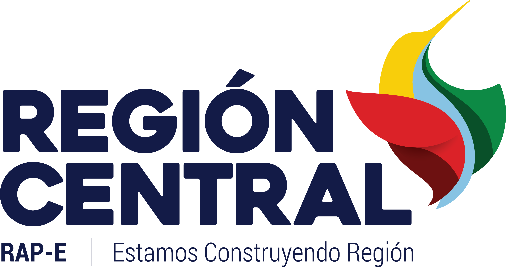 REGIÓN
CENTRAL
RAP-E | Estamos Construyendo Región